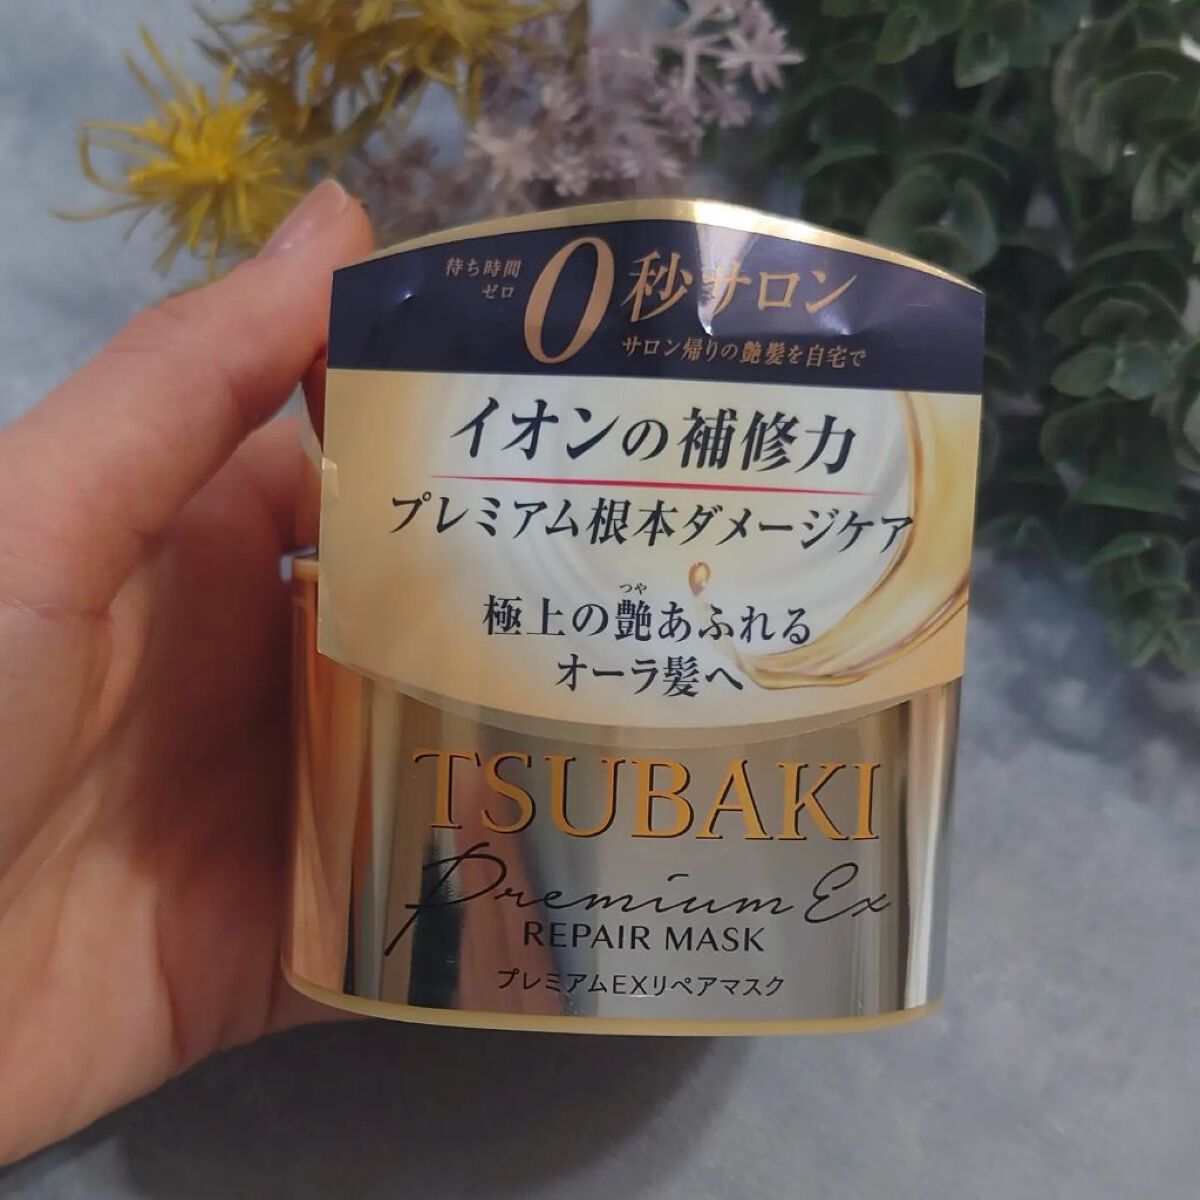 待ち時間
ゼロ
0秒サロン
サロン帰りの艶髪を自宅で
イオンの補修力
プレミアム根本ダメージケア
つや
極上の艶あふれる
オーラ髪へ
TSUBAKI
Premium Ex
REPAIR MASK
プレミアムEXリペアマスク